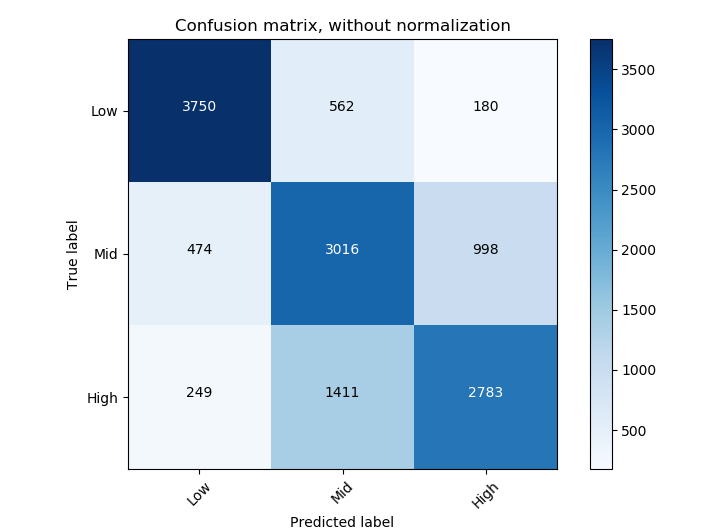 Confusion matrix, without normalization
Low 3750 562 180
Mid 474 3016 998
High 249 1411 2783
Low Mid High
True label
Predicted label
3500
3000
2500
2000
1500
1000
500